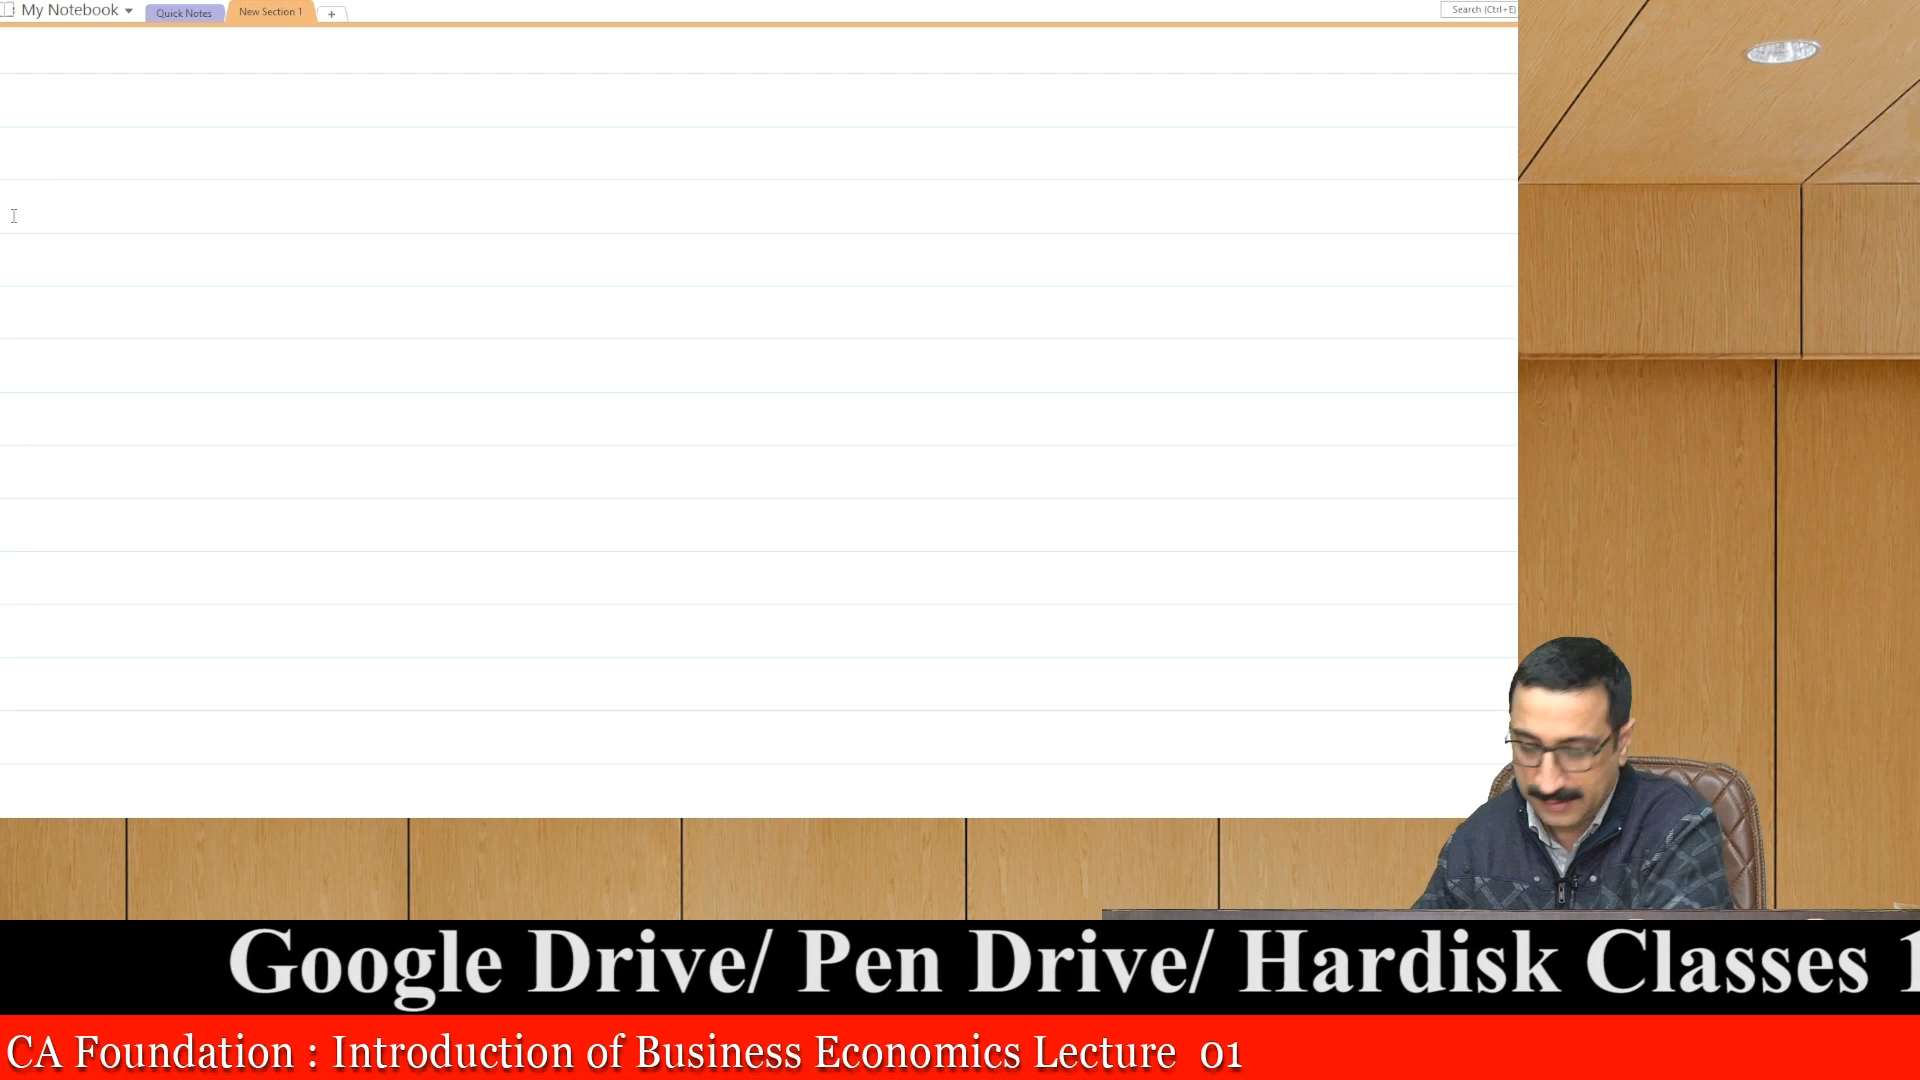 My Notebook
Quick Notes
New Section 1
+
Search (Ctrl+E)
Google Drive/ Pen Drive/ Hardisk Classes 1
CA Foundation : Introduction of Business Economics Lecture 01